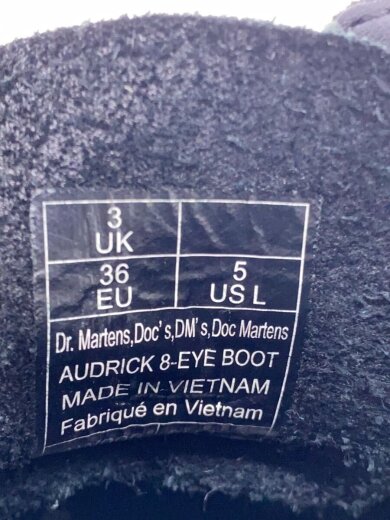 3
UK
36
EU
5
US L
Dr. Martens,Doc's,DM's,Doc Martens
AUDRICK 8-EYE BOOT
MADE IN VIETNAM
Fabriqué en Vietnam